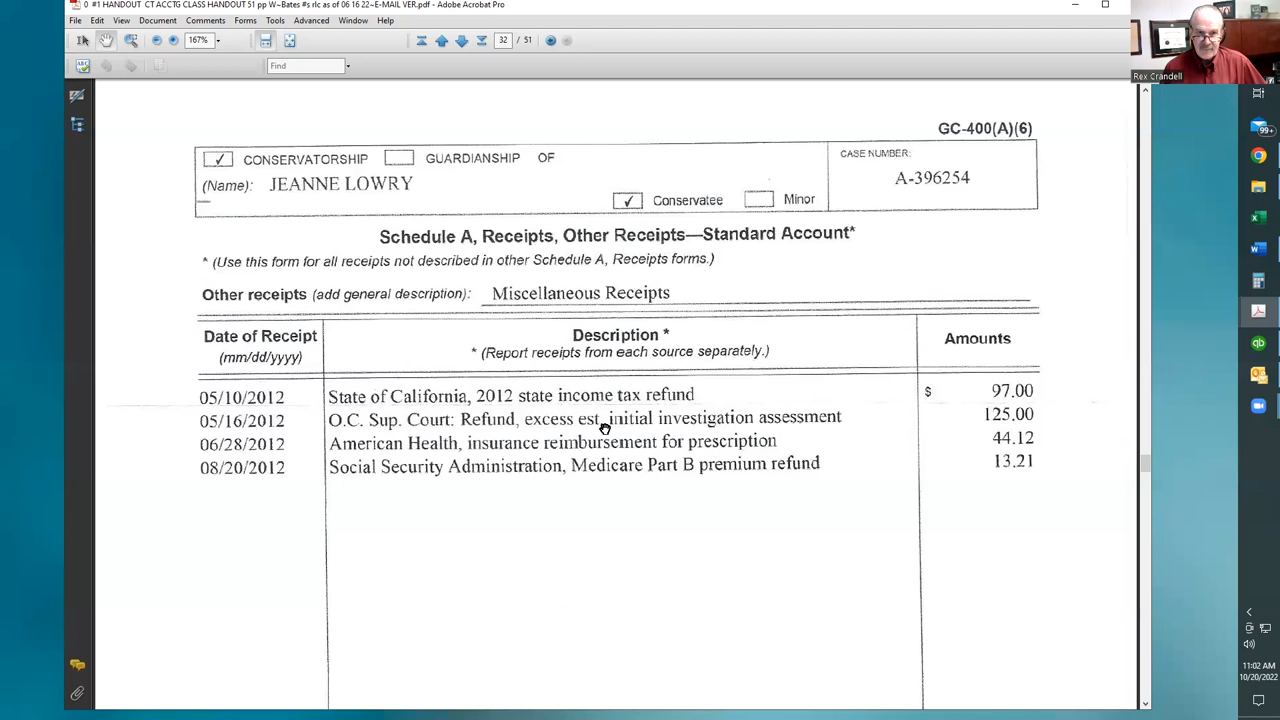 0 #1 HANDOUT CT ACCTG CLASS HANDOUT 51 pp W~Bates #s rlc as of 06 16 22~E-MAIL VER.pdf - Adobe Acrobat Pro
File Edit View Document Comments Forms Tools Advanced Window Help
167% 32 / 51
Find
Rex Crandell
GC-400(A)(6)
✓ CONSERVATORSHIP GUARDIANSHIP OF
CASE NUMBER:
(Name): JEANNE LOWRY
A-396254
✓ Conservatee Minor
Schedule A, Receipts, Other Receipts—Standard Account*
* (Use this form for all receipts not described in other Schedule A, Receipts forms.)
Other receipts (add general description): Miscellaneous Receipts
Date of Receipt Description * Amounts
(mm/dd/yyyy) * (Report receipts from each source separately.)
05/10/2012 State of California, 2012 state income tax refund $ 97.00
05/16/2012 O.C. Sup. Court: Refund, excess est. initial investigation assessment 125.00
06/28/2012 American Health, insurance reimbursement for prescription 44.12
08/20/2012 Social Security Administration, Medicare Part B premium refund 13.21
99+
11:02 AM
10/20/2022